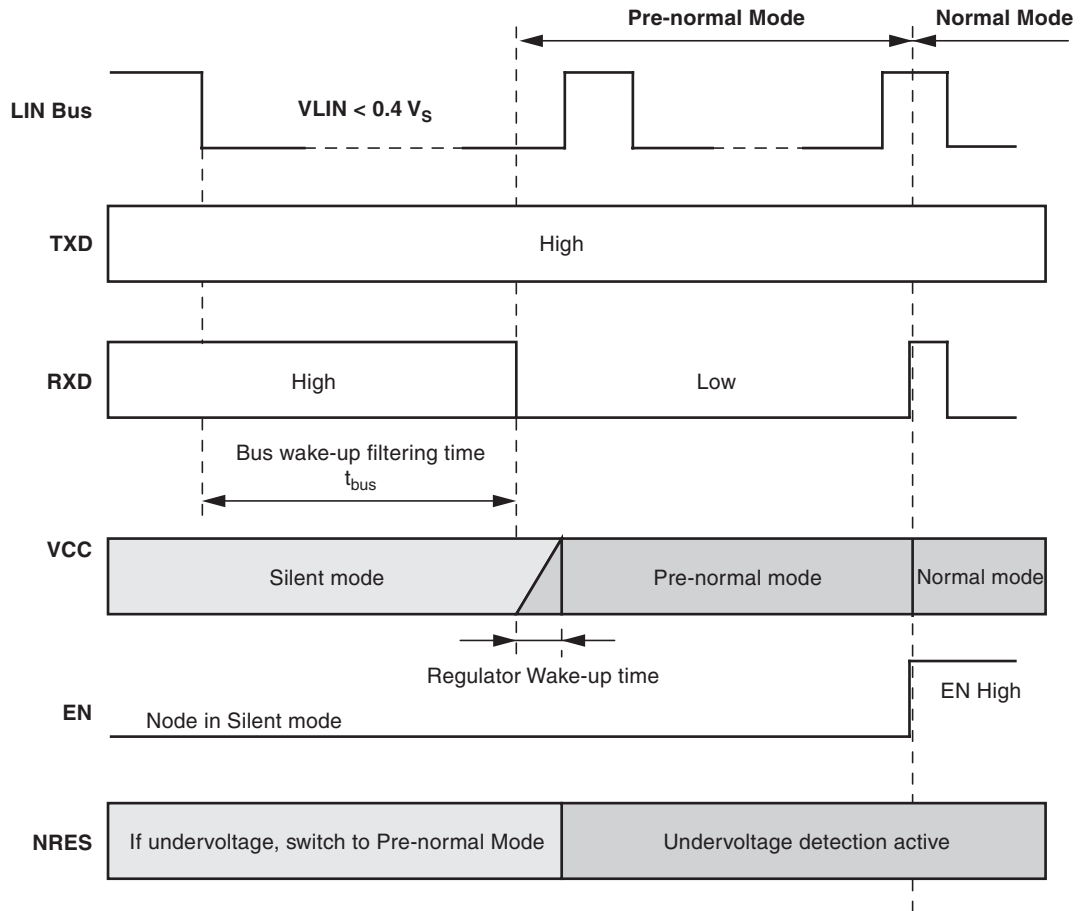 Pre-normal Mode
Normal Mode
LIN Bus
VLIN < 0.4 VS
TXD
High
RXD
High
Low
Bus wake-up filtering time
tbus
VCC
Silent mode
Pre-normal mode
Normal mode
Regulator Wake-up time
EN
Node in Silent mode
EN High
NRES
If undervoltage, switch to Pre-normal Mode
Undervoltage detection active